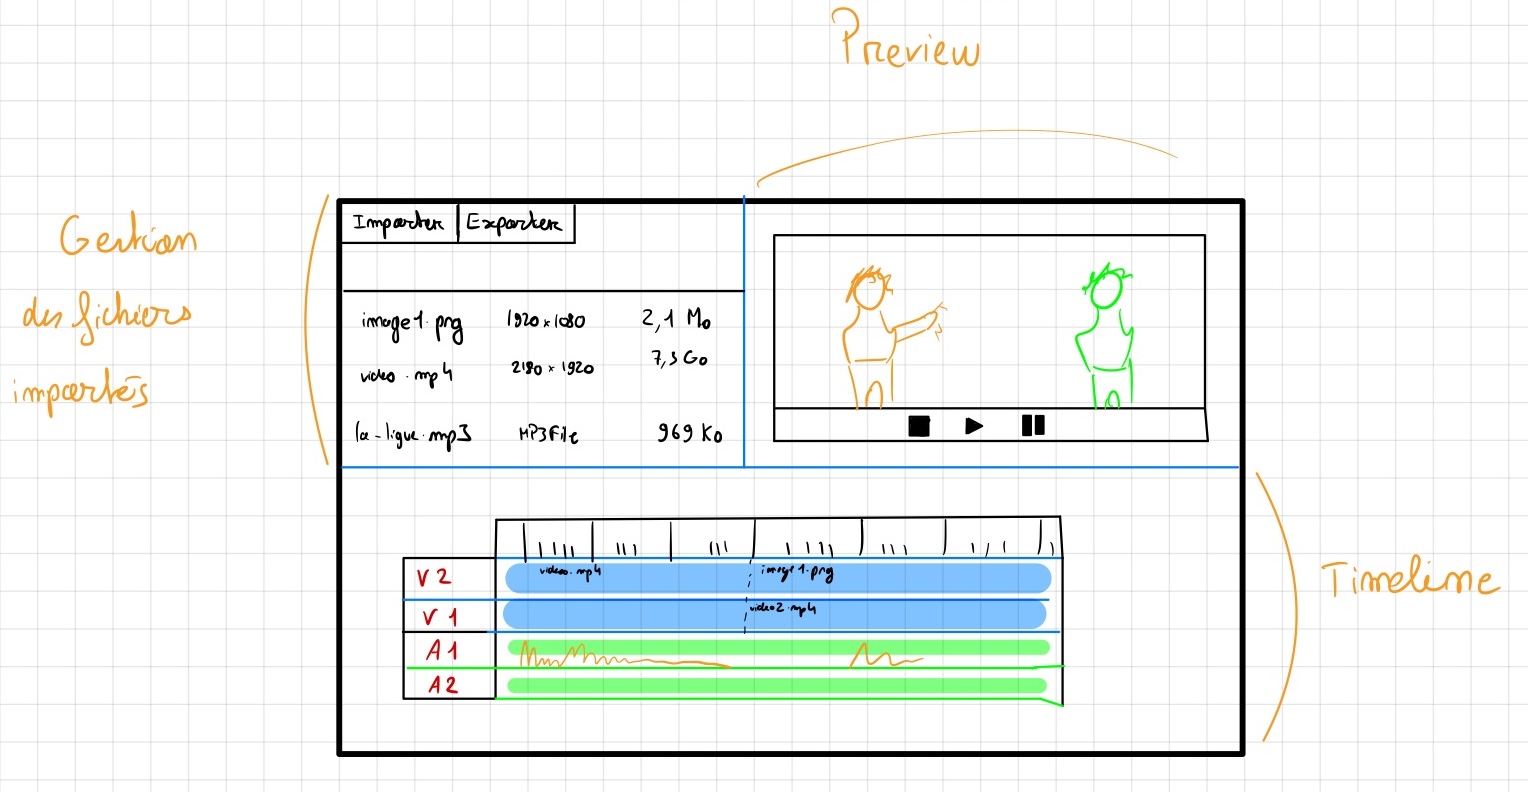 Preview
Gestion
des fichiers
importés
Importer Exporter
image1.png 1920 x 1080 2,1 Mo
video.mp4 2180 x 1920 7,3 Go
la-ligue.mp3 MP3File 969 Ko
Timeline
V2 videos.mp4 image1.png
V1 video2.mp4
A1
A2